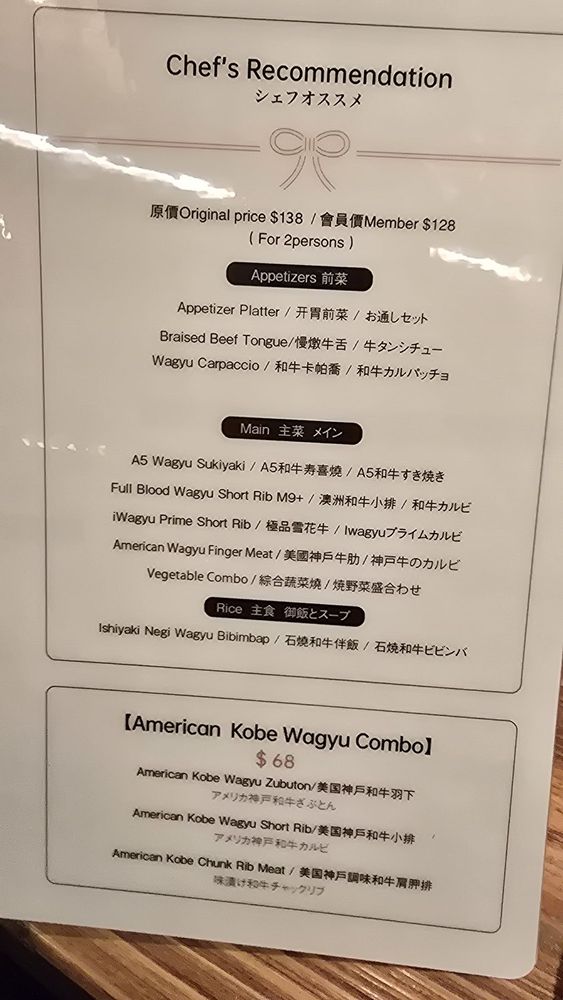 Chef's Recommendation
シェフオススメ
原價Original price $138 / 會員價Member $128
( For 2persons )
Appetizers 前菜
Appetizer Platter / 开胃前菜 / お通しセット
Braised Beef Tongue/慢燉牛舌 / 牛タンシチュー
Wagyu Carpaccio / 和牛卡帕喬 / 和牛カルパッチョ
Main 主菜 メイン
A5 Wagyu Sukiyaki / A5和牛寿喜燒 / A5和牛すき焼き
Full Blood Wagyu Short Rib M9+ / 澳洲和牛小排 / 和牛カルビ
iWagyu Prime Short Rib / 極品雪花牛 / Iwagyuプライムカルビ
American Wagyu Finger Meat / 美國神戶牛肋 / 神戸牛のカルビ
Vegetable Combo / 綜合蔬菜燒 / 焼野菜盛合わせ
Rice 主食 御飯とスープ
Ishiyaki Negi Wagyu Bibimbap / 石燒和牛伴飯 / 石焼和牛ビビンバ
【American Kobe Wagyu Combo】
$ 68
American Kobe Wagyu Zubuton/美国神戶和牛羽下
アメリカ神戸和牛ざぶとん
American Kobe Wagyu Short Rib/美国神戶和牛小排
アメリカ神戸和牛カルビ
American Kobe Chunk Rib Meat / 美国神戶調味和牛肩胛排
味漬け和牛チャックリブ